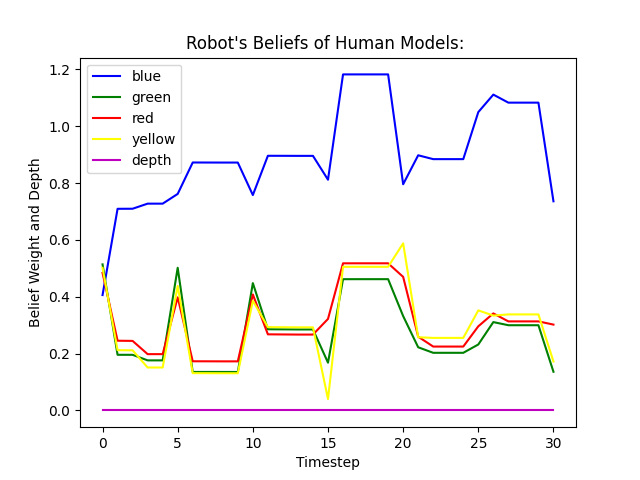 Robot's Beliefs of Human Models:
blue
green
red
yellow
depth
Belief Weight and Depth
1.2
1.0
0.8
0.6
0.4
0.2
0.0
0 5 10 15 20 25 30
Timestep